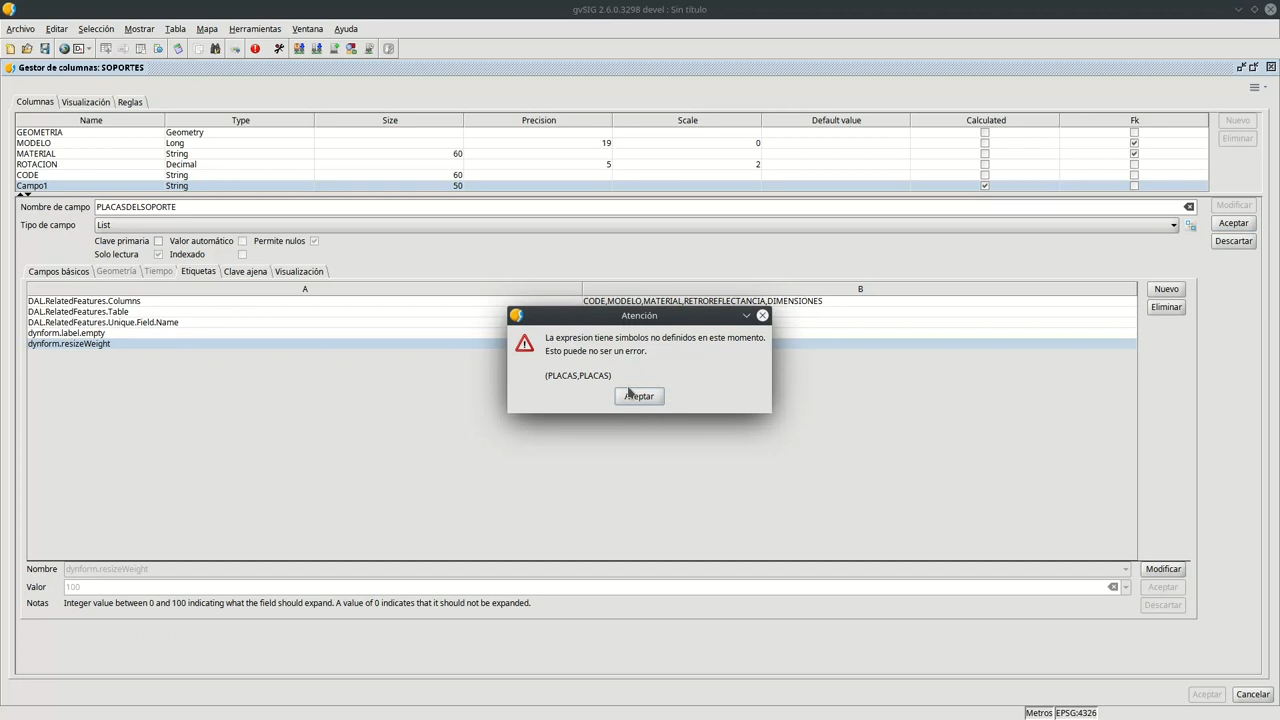 gvSIG 2.6.0.3298 devel : Sin título
Archivo Editar Selección Mostrar Tabla Mapa Herramientas Ventana Ayuda
Gestor de columnas: SOPORTES
Columnas Visualización Reglas
Name Type Size Precision Scale Default value Calculated Fk
Nuevo
GEOMETRIA Geometry
Eliminar
MODELO Long 19 0
MATERIAL String 60
ROTACION Decimal 5 2
CODE String 60
Campo1 String 50
Nombre de campo PLACASDELSOPORTE
Modificar
Tipo de campo List
Aceptar
Clave primaria Valor automático Permite nulos
Descartar
Solo lectura Indexado
Campos básicos Geometría Tiempo Etiquetas Clave ajena Visualización
A B
Nuevo
DAL.RelatedFeatures.Columns CODE,MODELO,MATERIAL,RETROREFLECTANCIA,DIMENSIONES
Eliminar
DAL.RelatedFeatures.Table
DAL.RelatedFeatures.Unique.Field.Name
dynform.label.empty
dynform.resizeWeight
Atención
La expresion tiene simbolos no definidos en este momento.
Esto puede no ser un error.
(PLACAS,PLACAS)
Aceptar
Nombre dynform.resizeWeight
Modificar
Valor 100
Aceptar
Notas Integer value between 0 and 100 indicating what the field should expand. A value of 0 indicates that it should not be expanded.
Descartar
Aceptar Cancelar
Metros EPSG:4326